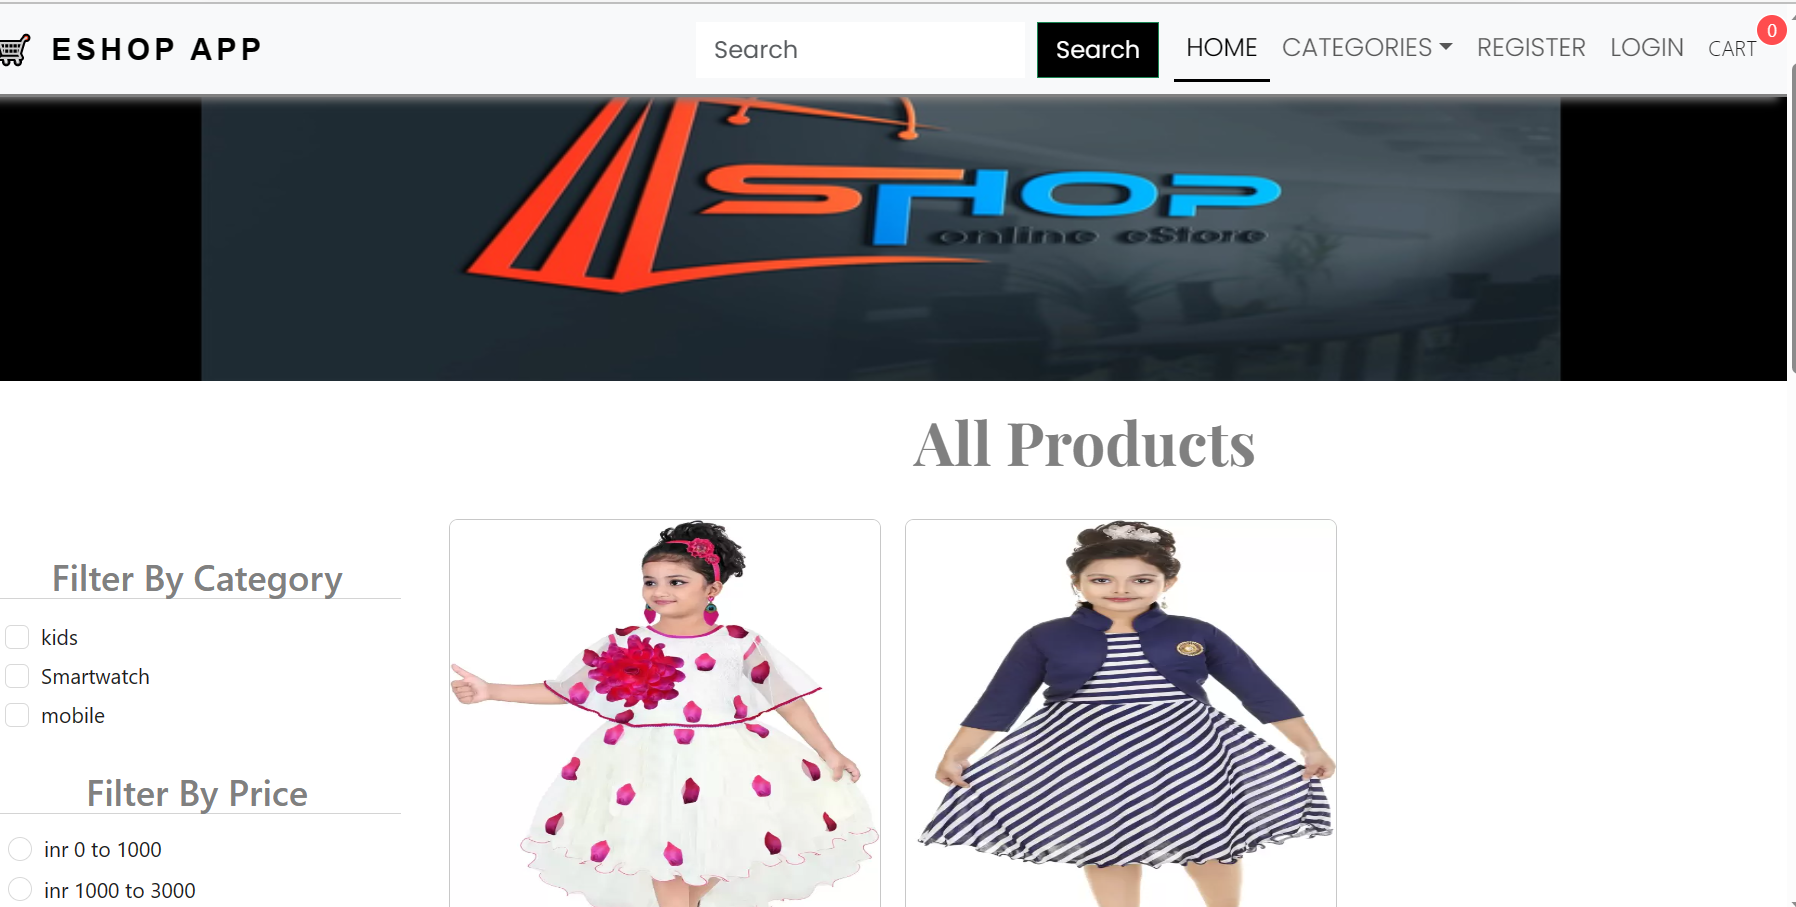 ESHOP APP
Search
Search
HOME
CATEGORIES
REGISTER
LOGIN
CART
0
SHOP
online eStore
All Products
Filter By Category
kids
Smartwatch
mobile
Filter By Price
inr 0 to 1000
inr 1000 to 3000